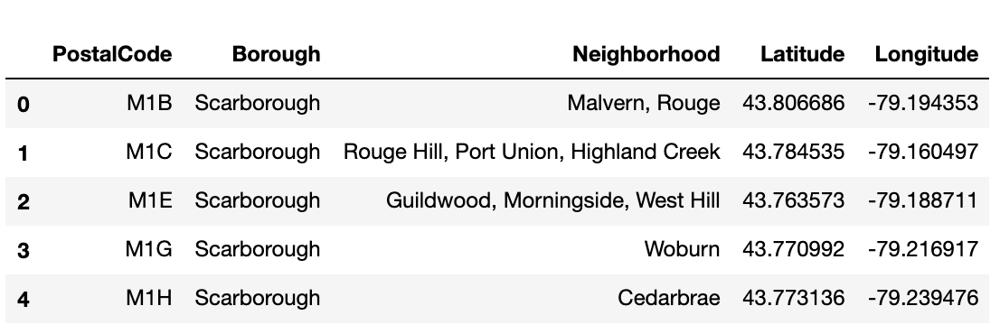 PostalCode Borough Neighborhood Latitude Longitude
0 M1B Scarborough Malvern, Rouge 43.806686 -79.194353
1 M1C Scarborough Rouge Hill, Port Union, Highland Creek 43.784535 -79.160497
2 M1E Scarborough Guildwood, Morningside, West Hill 43.763573 -79.188711
3 M1G Scarborough Woburn 43.770992 -79.216917
4 M1H Scarborough Cedarbrae 43.773136 -79.239476